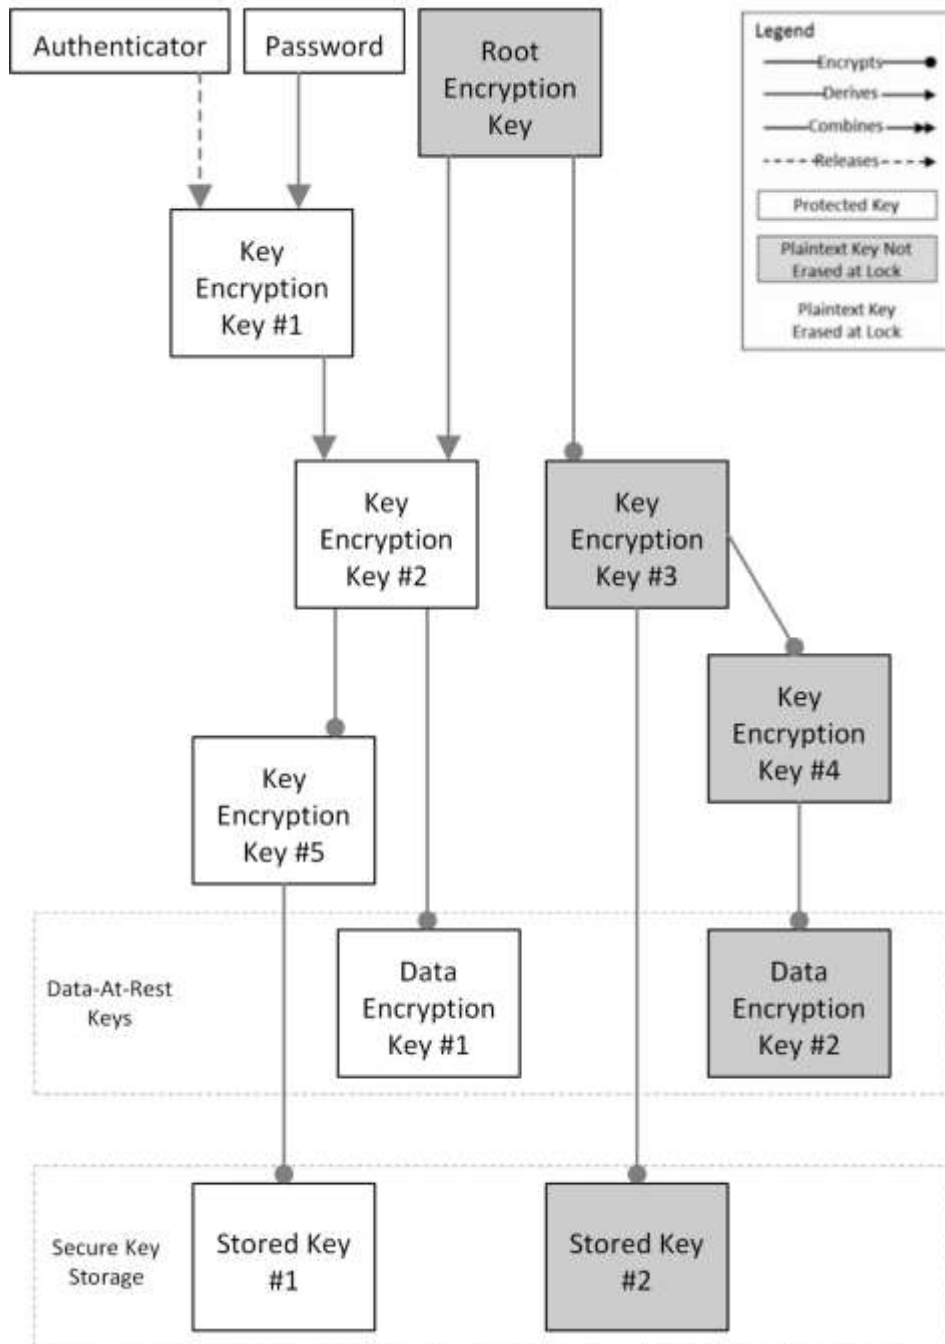 Authenticator
Password
Root
Encryption
Key
Legend
Encrypts
Derives
Combines
Releases
Protected Key
Plaintext Key Not
Erased at Lock
Plaintext Key
Erased at Lock
Key
Encryption
Key #1
Key
Encryption
Key #2
Key
Encryption
Key #3
Key
Encryption
Key #4
Key
Encryption
Key #5
Data-At-Rest
Keys
Data
Encryption
Key #1
Data
Encryption
Key #2
Secure Key
Storage
Stored Key
#1
Stored Key
#2